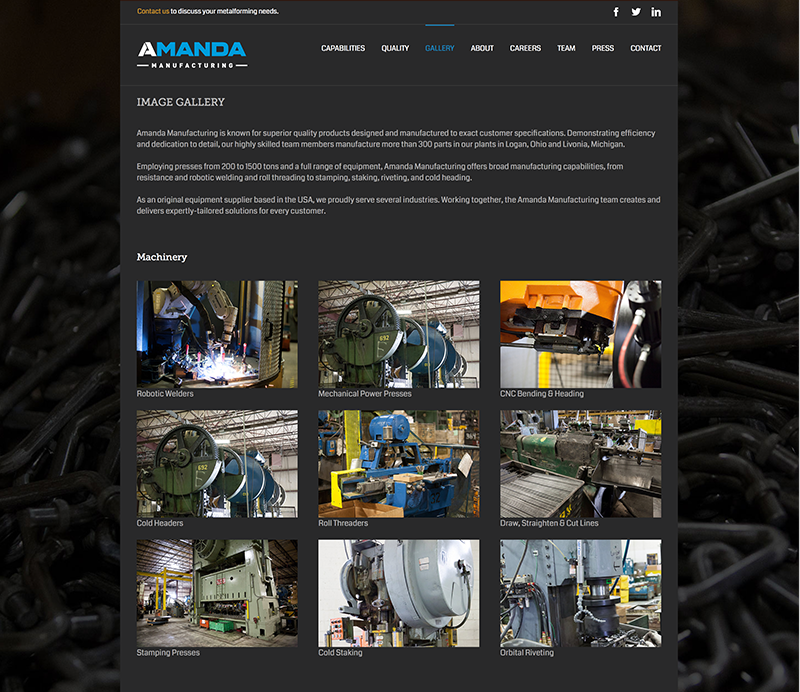 Contact us to discuss your metalforming needs.
AMANDA
MANUFACTURING
CAPABILITIES QUALITY GALLERY ABOUT CAREERS TEAM PRESS CONTACT
IMAGE GALLERY
Amanda Manufacturing is known for superior quality products designed and manufactured to exact customer specifications. Demonstrating efficiency
and dedication to detail, our highly skilled team members manufacture more than 300 parts in our plants in Logan, Ohio and Livonia, Michigan.
Employing presses from 200 to 1500 tons and a full range of equipment, Amanda Manufacturing offers broad manufacturing capabilities, from
resistance and robotic welding and roll threading to stamping, staking, riveting, and cold heading.
As an original equipment supplier based in the USA, we proudly serve several industries. Working together, the Amanda Manufacturing team creates and
delivers expertly-tailored solutions for every customer.
Machinery
692
Robotic Welders Mechanical Power Presses CNC Bending & Heading
692
Cold Headers Roll Threaders Draw, Straighten & Cut Lines
Stamping Presses Cold Staking Orbital Riveting